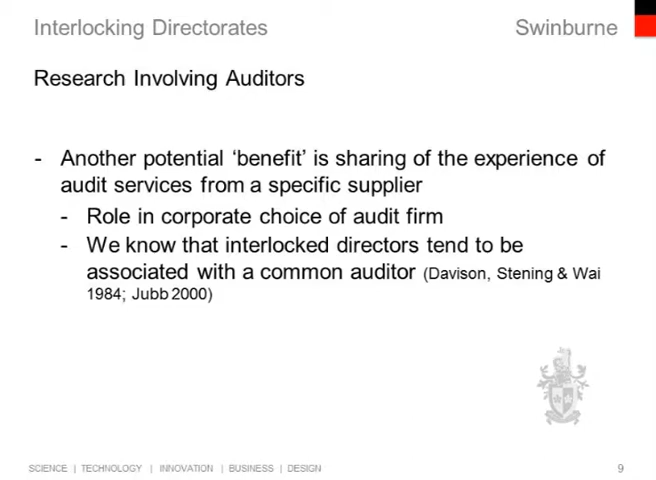 Interlocking Directorates Swinburne
Research Involving Auditors
- Another potential ‘benefit’ is sharing of the experience of
audit services from a specific supplier
- Role in corporate choice of audit firm
- We know that interlocked directors tend to be
associated with a common auditor (Davison, Stening & Wai
1984; Jubb 2000)
SCIENCE | TECHNOLOGY | INNOVATION | BUSINESS | DESIGN 9